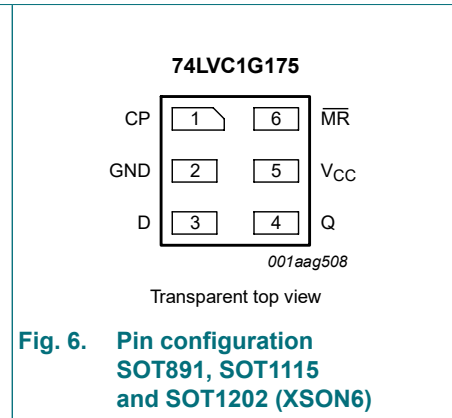 74LVC1G175
CP 1 6 M̅R̅
GND 2 5 VCC
D 3 4 Q
001aag508
Transparent top view
Fig. 6. Pin configuration
SOT891, SOT1115
and SOT1202 (XSON6)